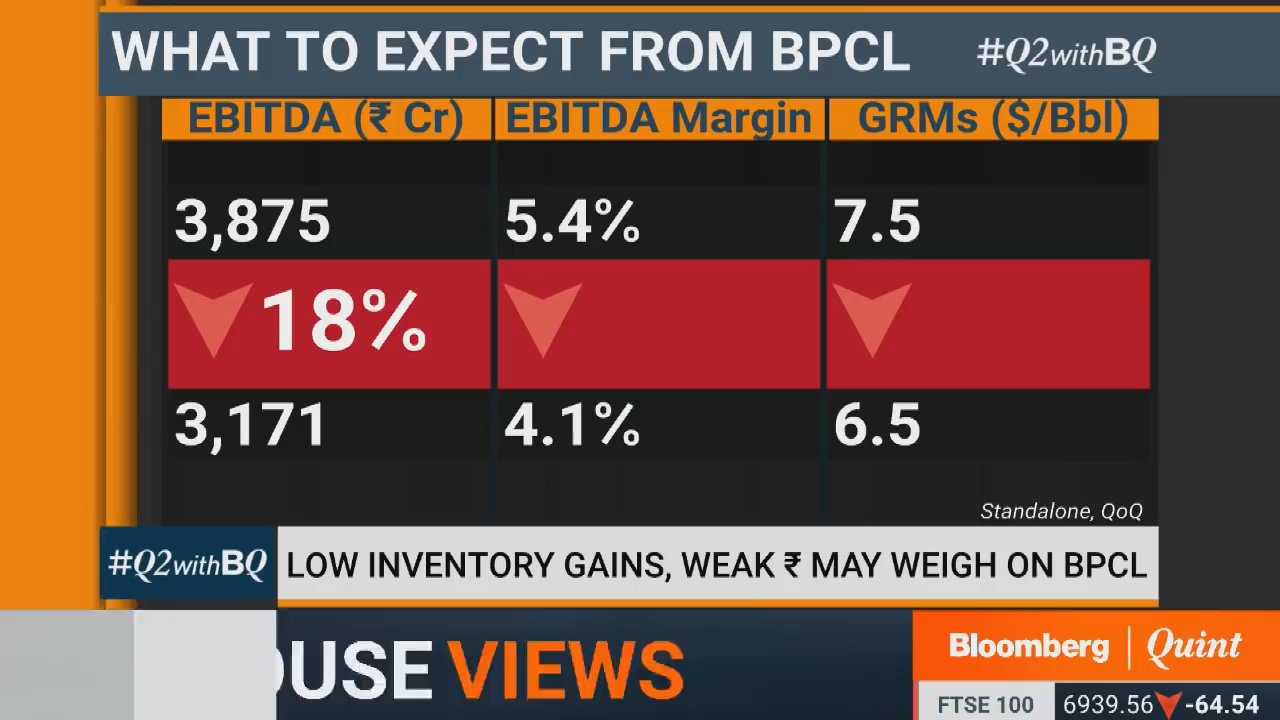 WHAT TO EXPECT FROM BPCL #Q2withBQ
EBITDA (₹ Cr) EBITDA Margin GRMs ($/Bbl)
3,875 5.4% 7.5
18%
3,171 4.1% 6.5
Standalone, QoQ
#Q2withBQ LOW INVENTORY GAINS, WEAK ₹ MAY WEIGH ON BPCL
OUSE VIEWS
Bloomberg | Quint
FTSE 100 6939.56 -64.54